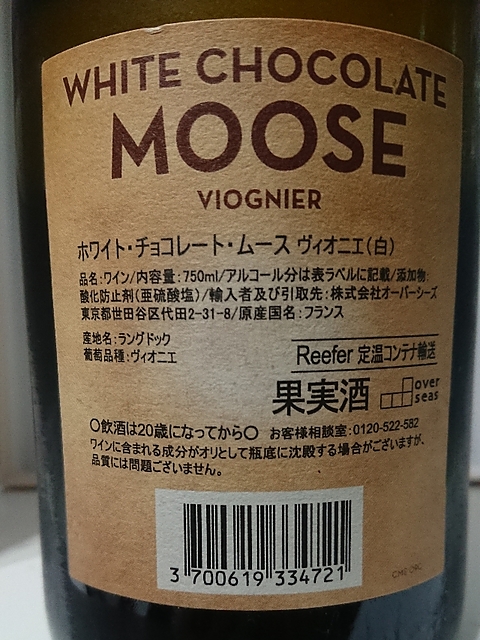 WHITE CHOCOLATE
MOOSE
VIOGNIER
ホワイト・チョコレート・ムース ヴィオニエ(白)
品名:ワイン/内容量:750ml/アルコール分は表ラベルに記載/添加物:
酸化防止剤(亜硫酸塩)/輸入者及び引取先:株式会社オーバーシーズ
東京都世田谷区代田2-31-8/原産国名:フランス
産地名:ラングドック
葡萄品種:ヴィオニエ
Reefer 定温コンテナ輸送
果実酒
over
seas
〇飲酒は20歳になってから〇 お客様相談室:0120-522-582
ワインに含まれる成分がオリとして瓶底に沈殿する場合がございますが、
品質には問題ございません。
3 700619 334721